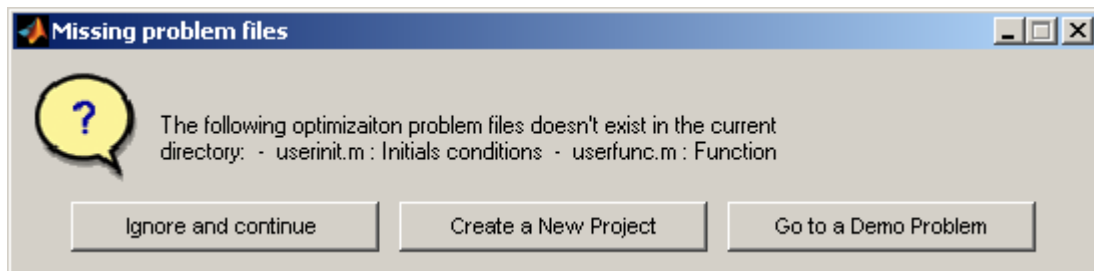 Missing problem files
?
The following optimizaiton problem files doesn't exist in the current
directory: - userinit.m : Initials conditions - userfunc.m : Function
Ignore and continue
Create a New Project
Go to a Demo Problem